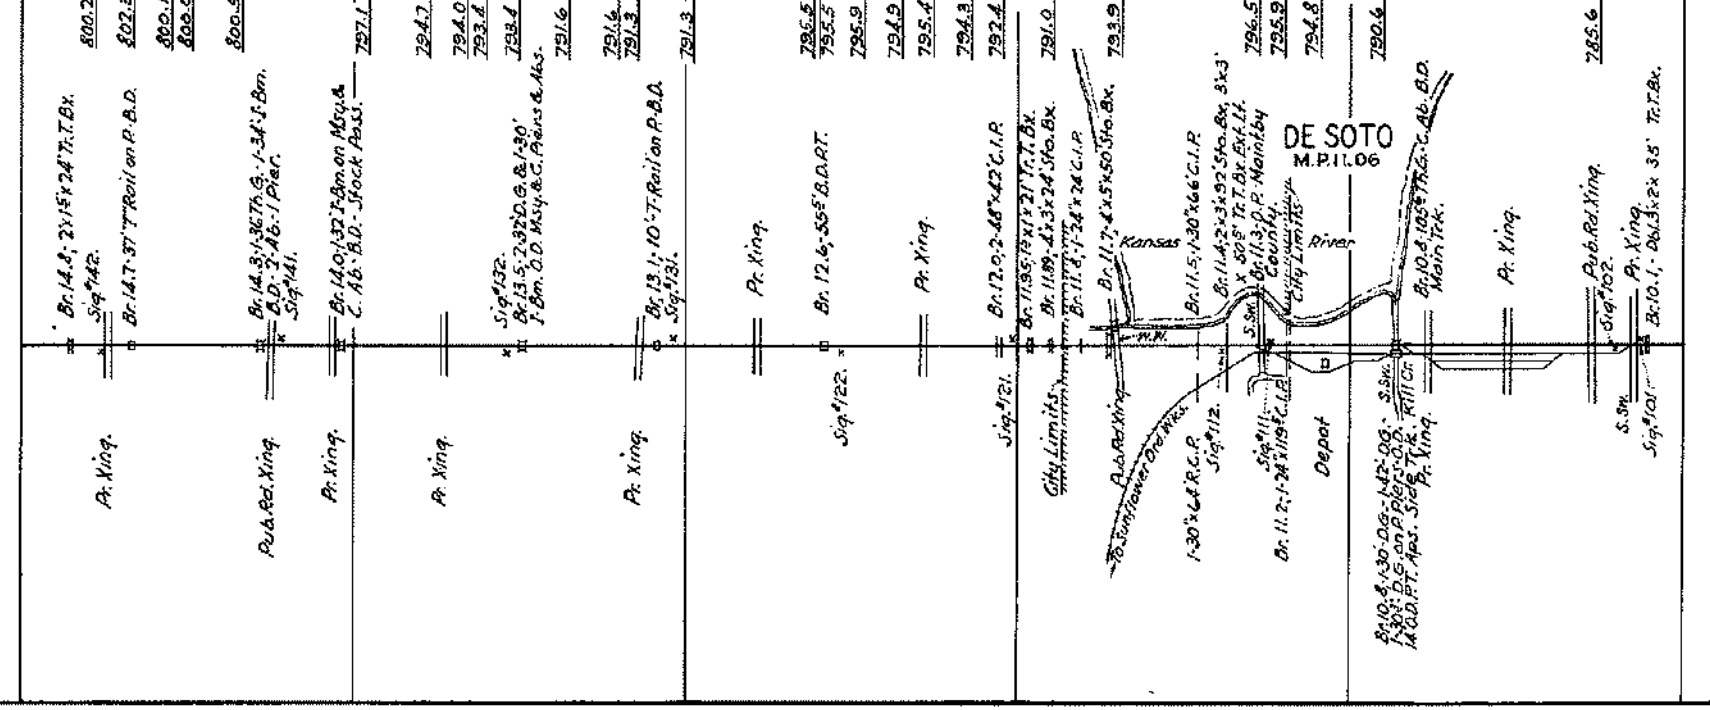 800.2
802.3
800.5
797.1
794.7
794.0
793.4
793.4
791.6
791.6
791.3
791.3
795.5
795.5
795.9
794.9
795.4
794.3
792.4
791.0
793.9
796.5
795.9
794.8
790.6
785.6
Br. 14.8; 2'x1⁵'x24' Tr.T.Bx.
Sig.#142.
Br. 14.7-37' "T" Rail on P.B.D.
Br. 14.3; 1-36' Th.G.-1-34' I-Bm.
B.D.-2-Ab.-1 Pier.
Sig.#141.
Br. 14.0; 1-32' I-Bm on Msy. &
C. Ab. B.D.- Stock Pass.
Sig.#132.
Br. 13.5; 2-32' D.G. & 1-30'
I-Bm. O.D. Msy. & C. Piers & Abs.
Br. 13.1; 10'-T-Rail on P.B.D.
Sig.#131.
Pr. Xing.
Br. 12.6-55⁵' B.D.P.T.
Pr. Xing.
Br. 12.0; 2-48"x42' C.I.P.
Br. 11.95; 1⁵'x1'x21' Tr.T.Bx.
Br. 11.89-4'x3'x24' Sto.Bx.
Br. 11.8; 1-24"x24' C.I.P.
Br. 11.7-4'x5'x50' Sto.Bx.
Kansas
Br. 11.5; 1-30"x66' C.I.P.
Br. 11.4; 2'x3'x92' Sto.Bx, 3'x3'
x 50⁵' Tr.T.Bx. Ext. Lt.
S.Sw. Br. 11.3; O.P. Maint. by
County.
City Limits
DE SOTO
M.P.11.06
River
Br. 10.8-105⁶' Th.G.-C. Ab. B.D.
Main Trk.
Pr. Xing.
Pub.Rd.Xing.
Sig.#102.
Pr. Xing.
Br. 10.1; Dbl.3'x2'x 35' Tr.T.Bx.
Pr. Xing.
Pub.Rd.Xing.
Pr. Xing.
Pr. Xing.
Pr. Xing.
Sig.#122.
Sig.#121.
City Limits
W.W.
Pub.Rd.Xing
To Sunflower Ord. Wks.
1-30"x64' R.C.P.
Sig.#112.
Sig.#111
Br. 11.2; 1-24"x119' C.I.P.
Depot
S.Sw.
Kill Cr.
Br. 10.8; 1-30' D.G.-1-42' D.G.-
D.G. on P. Piers-O.D.
14 O.D.P.T. Aps. Side Trk.
Pr. Xing
S.Sw.
Sig.#101